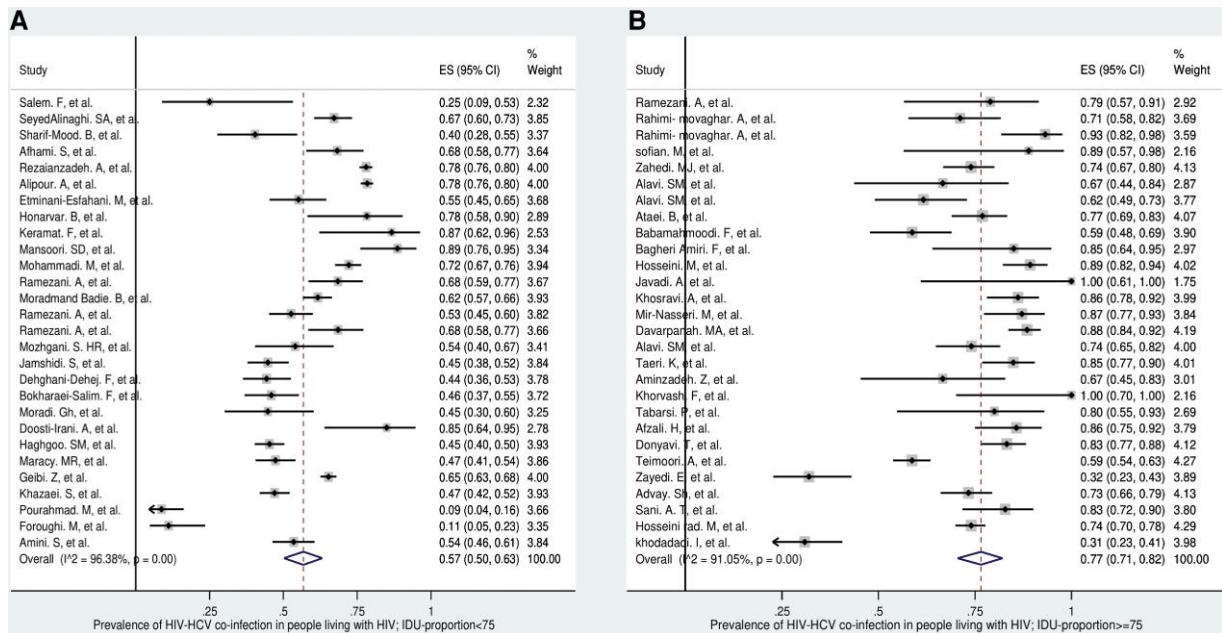 A
Study
ES (95% CI)
%
Weight
Salem. F, et al. 0.25 (0.09, 0.53) 2.32
SeyedAlinaghi. SA, et al. 0.67 (0.60, 0.73) 3.85
Sharif-Mood. B, et al. 0.40 (0.28, 0.55) 3.37
Afhami. S, et al. 0.68 (0.58, 0.77) 3.64
Rezaianzadeh. A, et al. 0.78 (0.76, 0.80) 4.00
Alipour. A, et al. 0.78 (0.76, 0.80) 4.00
Etminani-Esfahani. M, et al. 0.55 (0.45, 0.65) 3.68
Honarvar. B, et al. 0.78 (0.58, 0.90) 2.89
Keramat. F, et al. 0.87 (0.62, 0.96) 2.53
Mansoori. SD, et al. 0.89 (0.76, 0.95) 3.34
Mohammadi. M, et al. 0.72 (0.67, 0.76) 3.94
Ramezani. A, et al. 0.68 (0.59, 0.77) 3.67
Moradmand Badie. B, et al. 0.62 (0.57, 0.66) 3.93
Ramezani. A, et al. 0.53 (0.45, 0.60) 3.82
Ramezani. A, et al. 0.68 (0.58, 0.77) 3.66
Mozhgani. S. HR, et al. 0.54 (0.40, 0.67) 3.41
Jamshidi. S, et al. 0.45 (0.38, 0.52) 3.84
Dehghani-Dehej. F, et al. 0.44 (0.36, 0.53) 3.78
Bokharaei-Salim. F, et al. 0.46 (0.37, 0.55) 3.72
Moradi. Gh, et al. 0.45 (0.30, 0.60) 3.25
Doosti-Irani. A, et al. 0.85 (0.64, 0.95) 2.78
Haghgoo. SM, et al. 0.45 (0.40, 0.50) 3.93
Maracy. MR, et al. 0.47 (0.41, 0.54) 3.86
Geibi. Z, et al. 0.65 (0.63, 0.68) 4.00
Khazaei. S, et al. 0.47 (0.42, 0.52) 3.93
Pourahmad. M, et al. 0.09 (0.04, 0.16) 3.66
Foroughi. M, et al. 0.11 (0.05, 0.23) 3.35
Amini. S, et al. 0.54 (0.46, 0.61) 3.84
Overall (I^2 = 96.38%, p = 0.00) 0.57 (0.50, 0.63) 100.00
.25 .5 .75 1
Prevalence of HIV-HCV co-infection in people living with HIV; IDU-proportion<75
B
Study
ES (95% CI)
%
Weight
Ramezani. A, et al. 0.79 (0.57, 0.91) 2.92
Rahimi- movaghar. A, et al. 0.71 (0.58, 0.82) 3.69
Rahimi- movaghar. A, et al. 0.93 (0.82, 0.98) 3.59
sofian. M, et al. 0.89 (0.57, 0.98) 2.16
Zahedi. MJ, et al. 0.74 (0.67, 0.80) 4.13
Alavi. SM, et al. 0.67 (0.44, 0.84) 2.87
Alavi. SM, et al. 0.62 (0.49, 0.73) 3.77
Ataei. B, et al. 0.77 (0.69, 0.83) 4.07
Babamahmoodi. F, et al. 0.59 (0.48, 0.69) 3.90
Bagheri Amiri. F, et al. 0.85 (0.64, 0.95) 2.97
Hosseini. M, et al. 0.89 (0.82, 0.94) 4.02
Javadi. A, et al. 1.00 (0.61, 1.00) 1.75
Khosravi. A, et al. 0.86 (0.78, 0.92) 3.99
Mir-Nasseri. M, et al. 0.87 (0.77, 0.93) 3.84
Davarpanah. MA, et al. 0.88 (0.84, 0.92) 4.19
Alavi. SM, et al. 0.74 (0.65, 0.82) 4.00
Taeri. K, et al. 0.85 (0.77, 0.90) 4.01
Aminzadeh. Z, et al. 0.67 (0.45, 0.83) 3.01
Khorvash. F, et al. 1.00 (0.70, 1.00) 2.16
Tabarsi. P, et al. 0.80 (0.55, 0.93) 2.69
Afzali. H, et al. 0.86 (0.75, 0.92) 3.79
Donyavi. T, et al. 0.83 (0.77, 0.88) 4.12
Teimoori. A, et al. 0.59 (0.54, 0.63) 4.27
Zayedi. E, et al. 0.32 (0.23, 0.43) 3.89
Advay. Sh, et al. 0.73 (0.66, 0.79) 4.13
Sani. A. T, et al. 0.83 (0.72, 0.90) 3.80
Hosseini rad. M, et al. 0.74 (0.70, 0.78) 4.29
khodadadi. I, et al. 0.31 (0.23, 0.41) 3.98
Overall (I^2 = 91.05%, p = 0.00) 0.77 (0.71, 0.82) 100.00
.25 .5 .75 1
Prevalence of HIV-HCV co-infection in people living with HIV; IDU-proportion>=75